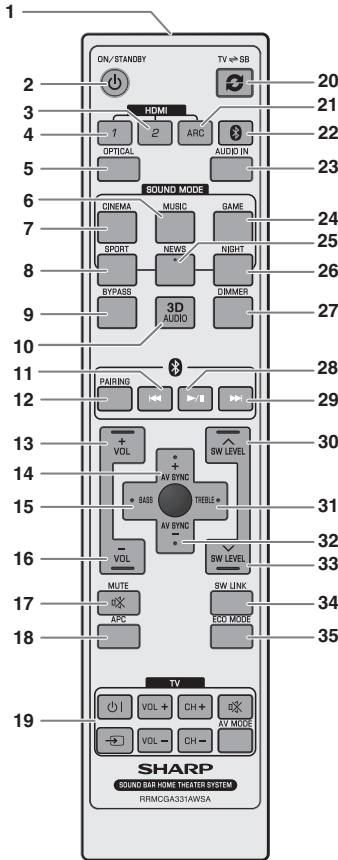 1
ON/STANDBY
TV ⇌ SB
2
20
HDMI
3
21
4
1
2
ARC
22
OPTICAL
AUDIO IN
5
23
SOUND MODE
6
CINEMA
MUSIC
GAME
7
24
SPORT
NEWS
NIGHT
25
8
26
BYPASS
DIMMER
9
3D
AUDIO
27
10
11
28
12
PAIRING
29
13
+
VOL
SW LEVEL
30
14
+
AV SYNC
15
BASS
TREBLE
31
AV SYNC
–
32
16
–
VOL
SW LEVEL
33
MUTE
SW LINK
17
34
APC
ECO MODE
18
35
TV
19
VOL +
CH +
AV MODE
VOL –
CH –
SHARP
SOUND BAR HOME THEATER SYSTEM
RRMCGA331AWSA